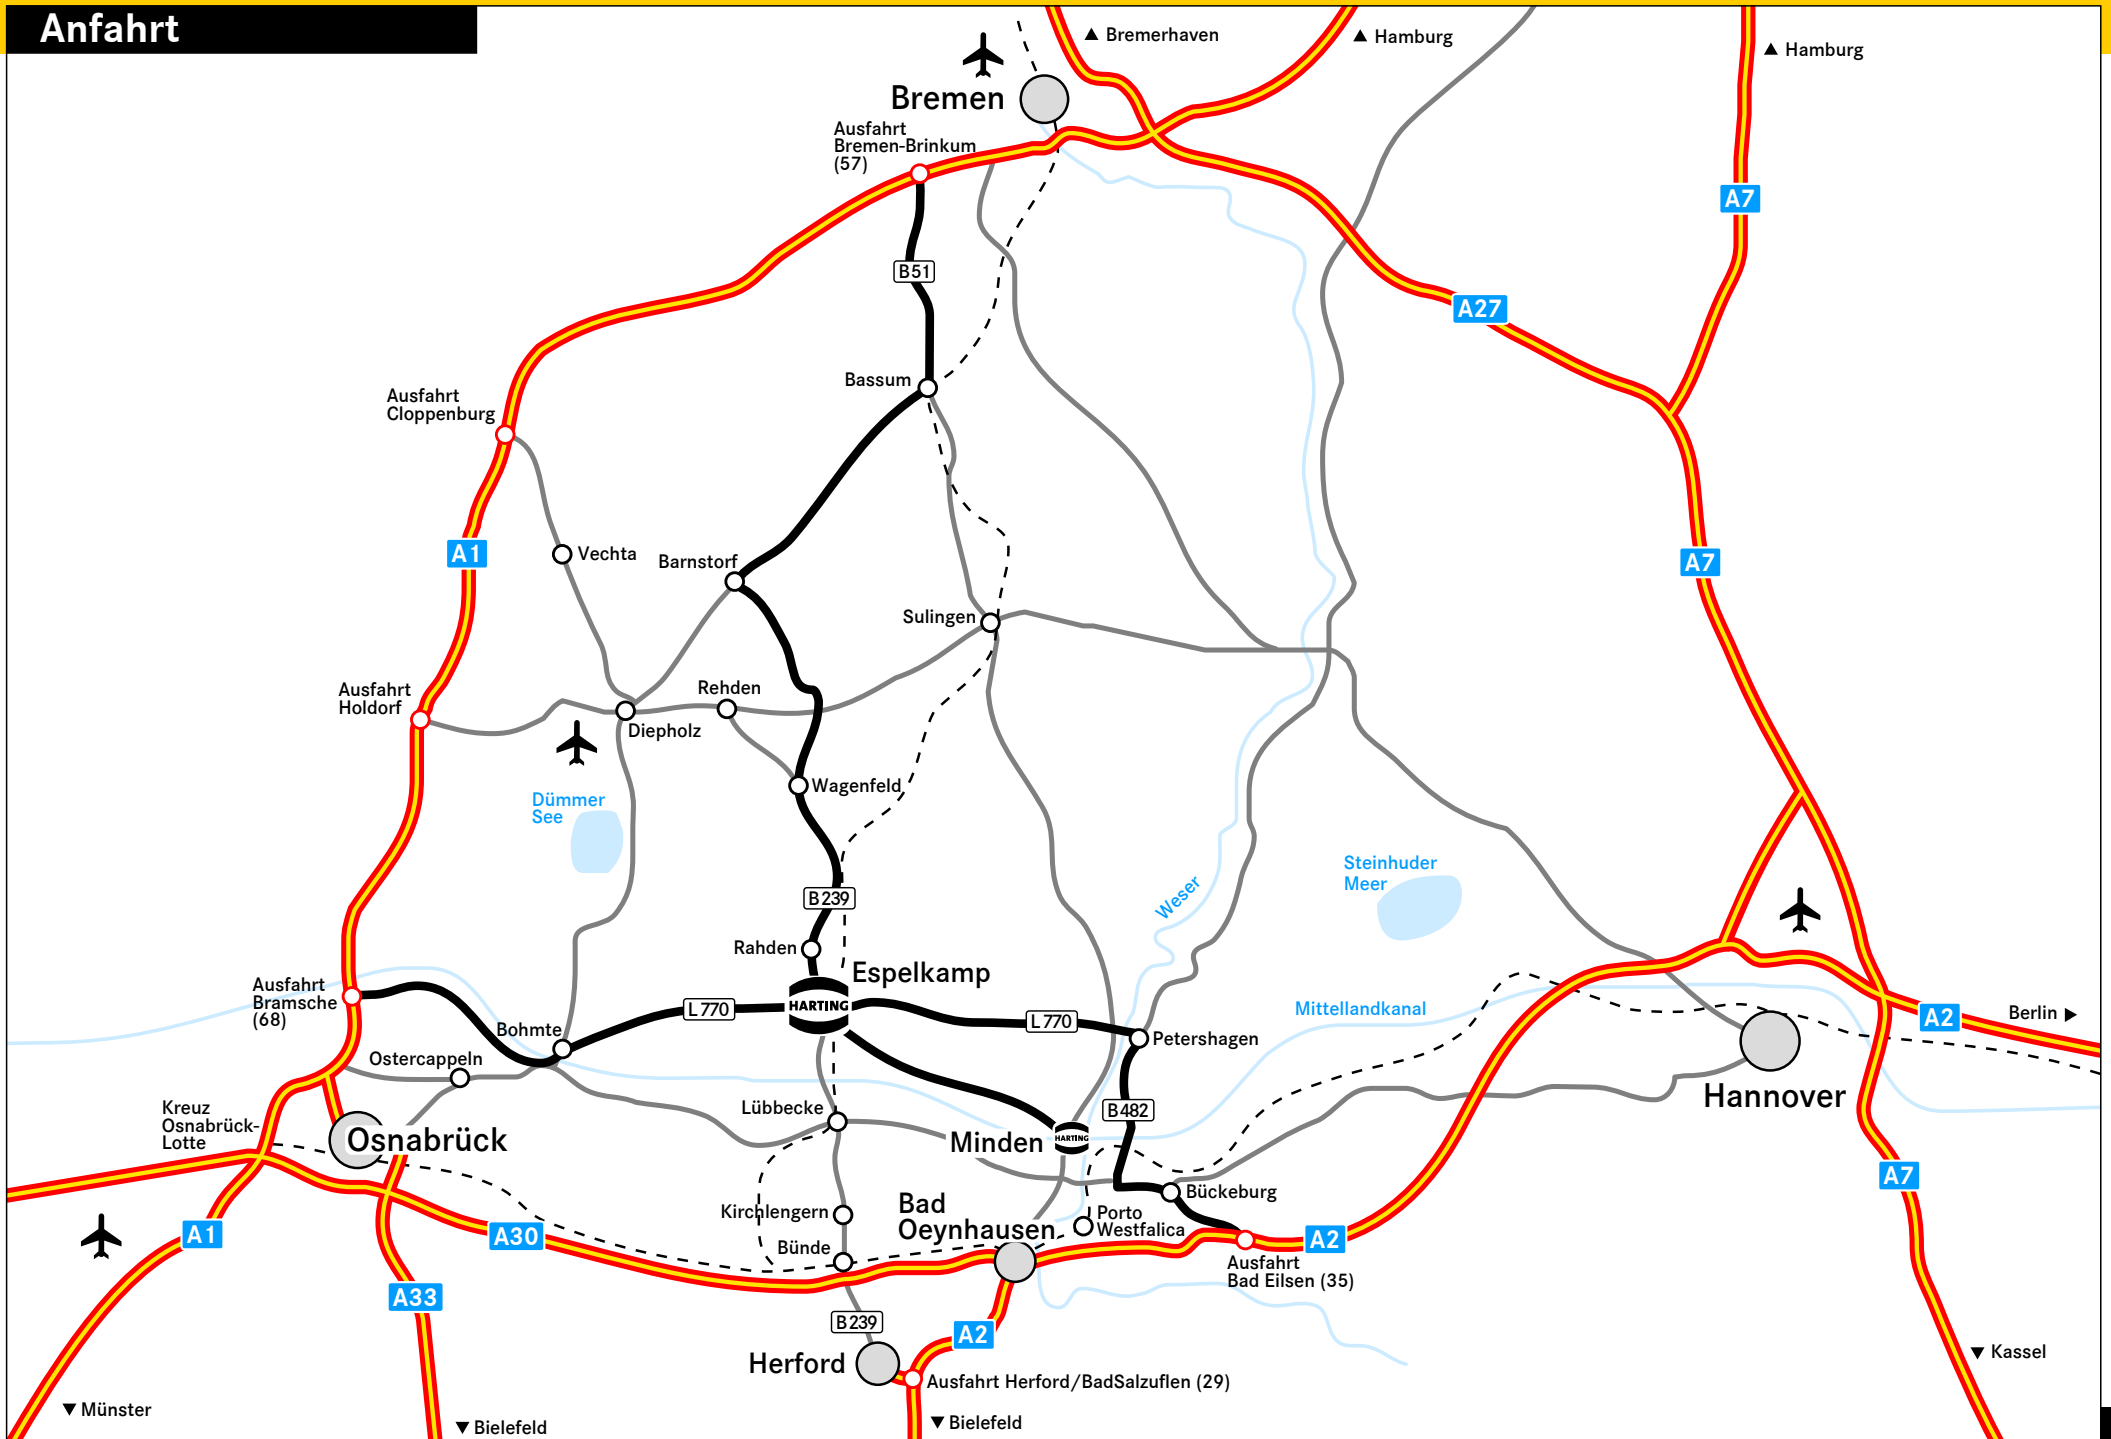 Anfahrt
Bremerhaven
Hamburg
Hamburg
Bremen
Ausfahrt
Bremen-Brinkum
(57)
A7
B51
A27
Bassum
Ausfahrt
Cloppenburg
A1
Vechta
Barnstorf
A7
Sulingen
Ausfahrt
Holdorf
Rehden
Diepholz
Wagenfeld
Dümmer
See
Steinhuder
Meer
Weser
B239
Rahden
Espelkamp
Ausfahrt
Bramsche
(68)
L770
HARTING
L770
Mittellandkanal
A2
Berlin
Bohmte
Petershagen
Ostercappeln
Hannover
Kreuz
Osnabrück-
Lotte
Lübbecke
B482
Osnabrück
Minden
HARTING
A7
Bückeburg
Kirchlengern
Bad
Oeynhausen
Porto
Westfalica
A1
A30
Bünde
A2
Ausfahrt
Bad Eilsen (35)
A33
B239
A2
Herford
Kassel
Ausfahrt Herford/BadSalzuflen (29)
Münster
Bielefeld
Bielefeld